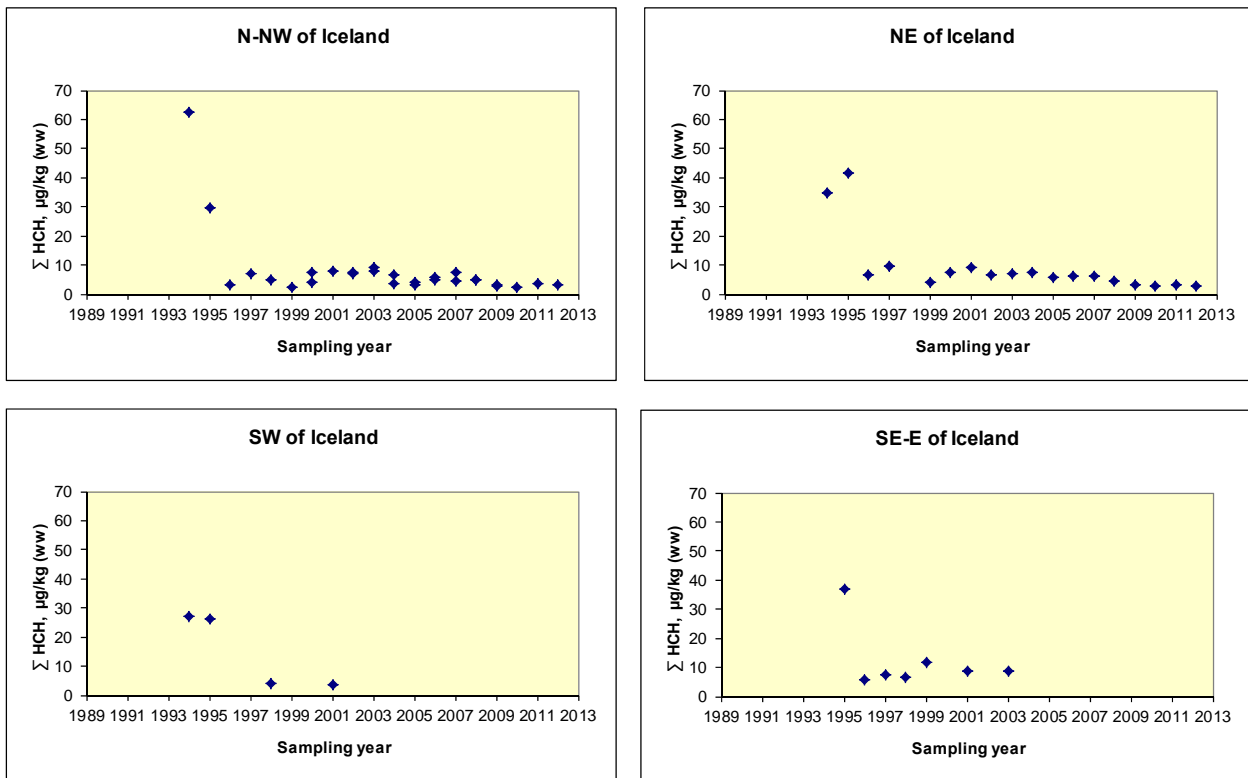 N-NW of Iceland
∑ HCH, µg/kg (ww)
70
60
50
40
30
20
10
0
1989 1991 1993 1995 1997 1999 2001 2003 2005 2007 2009 2011 2013
Sampling year
NE of Iceland
∑ HCH, µg/kg (ww)
70
60
50
40
30
20
10
0
1989 1991 1993 1995 1997 1999 2001 2003 2005 2007 2009 2011 2013
Sampling year
SW of Iceland
∑ HCH, µg/kg (ww)
70
60
50
40
30
20
10
0
1989 1991 1993 1995 1997 1999 2001 2003 2005 2007 2009 2011 2013
Sampling year
SE-E of Iceland
∑ HCH, µg/kg (ww)
70
60
50
40
30
20
10
0
1989 1991 1993 1995 1997 1999 2001 2003 2005 2007 2009 2011 2013
Sampling year